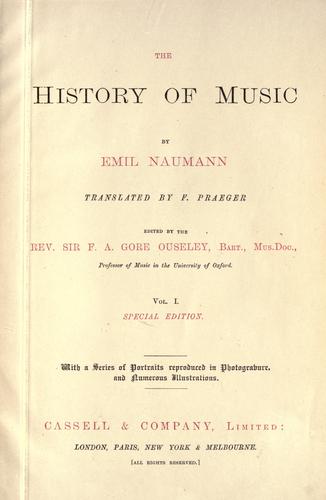 THE
HISTORY OF MUSIC
BY
EMIL NAUMANN
TRANSLATED BY F. PRAEGER
EDITED BY THE
REV. SIR F. A. GORE OUSELEY, BART., MUS.DOC.,
Professor of Music in the University of Oxford.
VOL. I.
SPECIAL EDITION.
With a Series of Portraits reproduced in Photogravure,
and Numerous Illustrations.
CASSELL & COMPANY, LIMITED:
LONDON, PARIS, NEW YORK & MELBOURNE.
[ALL RIGHTS RESERVED.]